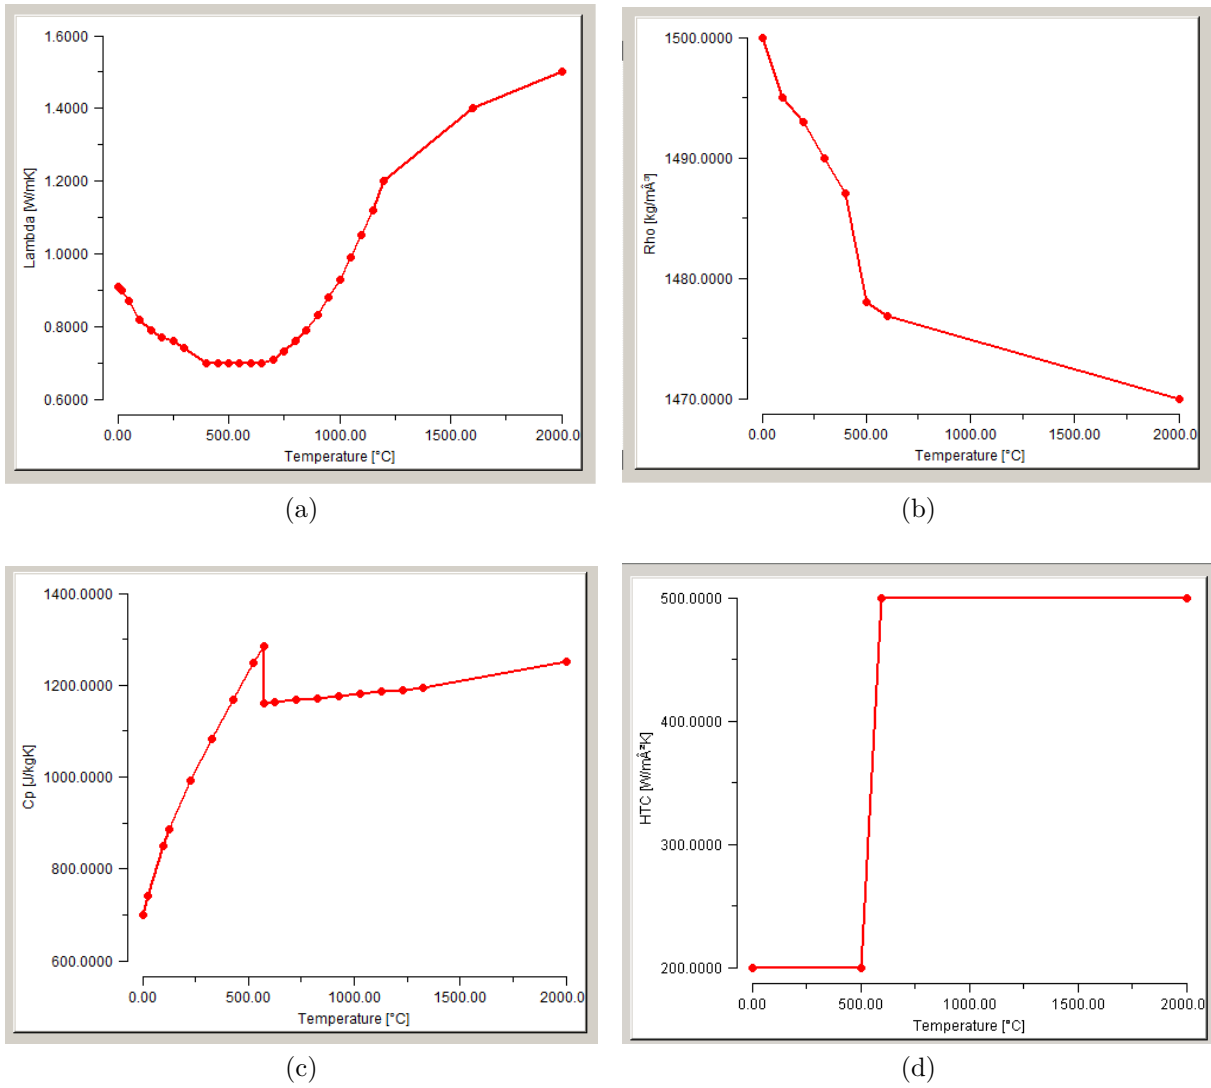 1.6000
1.4000
1.2000
1.0000
0.8000
0.6000
Lambda [W/mK]
0.00 500.00 1000.00 1500.00 2000.0
Temperature [°C]
(a)
1500.0000
1490.0000
1480.0000
1470.0000
Rho [kg/mÂ³]
0.00 500.00 1000.00 1500.00 2000.0
Temperature [°C]
(b)
1400.0000
1200.0000
1000.0000
800.0000
600.0000
Cp [J/kgK]
0.00 500.00 1000.00 1500.00 2000.0
Temperature [°C]
(c)
500.0000
400.0000
300.0000
200.0000
HTC [W/mÂ²K]
0.00 500.00 1000.00 1500.00 2000.0
Temperature [°C]
(d)